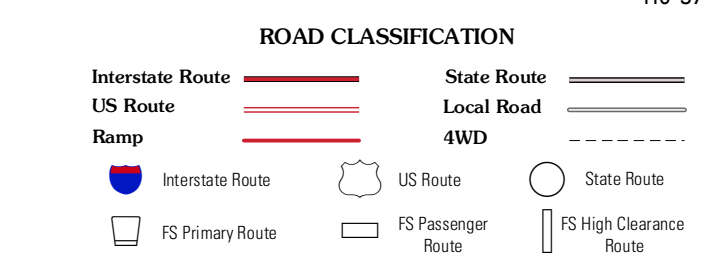 ROAD CLASSIFICATION
Interstate Route
State Route
US Route
Local Road
Ramp
4WD
Interstate Route
US Route
State Route
FS Primary Route
FS Passenger
Route
FS High Clearance
Route